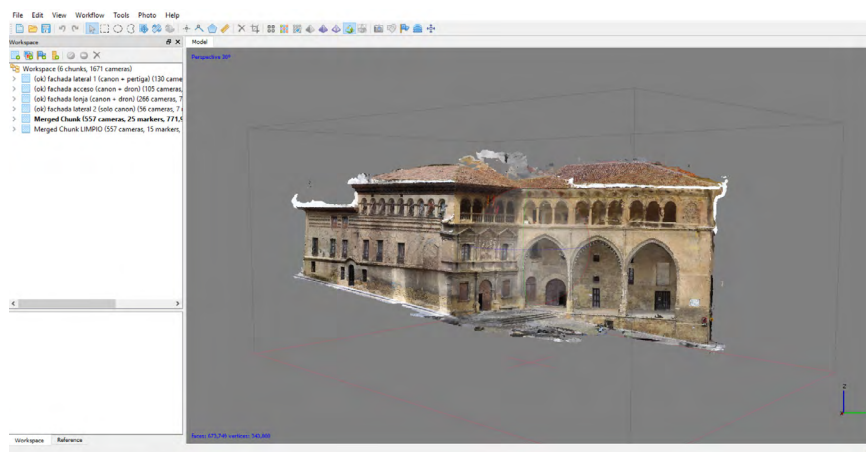 File Edit View Workflow Tools Photo Help
Workspace
Model
Perspective 30°
Workspace (6 chunks, 1671 cameras)
(ok) fachada lateral 1 (canon + pertiga) (130 came
(ok) fachada acceso (canon + dron) (105 cameras,
(ok) fachada lonja (canon + dron) (266 cameras, 7
(ok) fachada lateral 2 (solo canon) (56 cameras, 7
Merged Chunk (557 cameras, 25 markers, 771,9
Merged Chunk LIMPIO (557 cameras, 15 markers,
Z
Workspace Reference
faces: vertices: